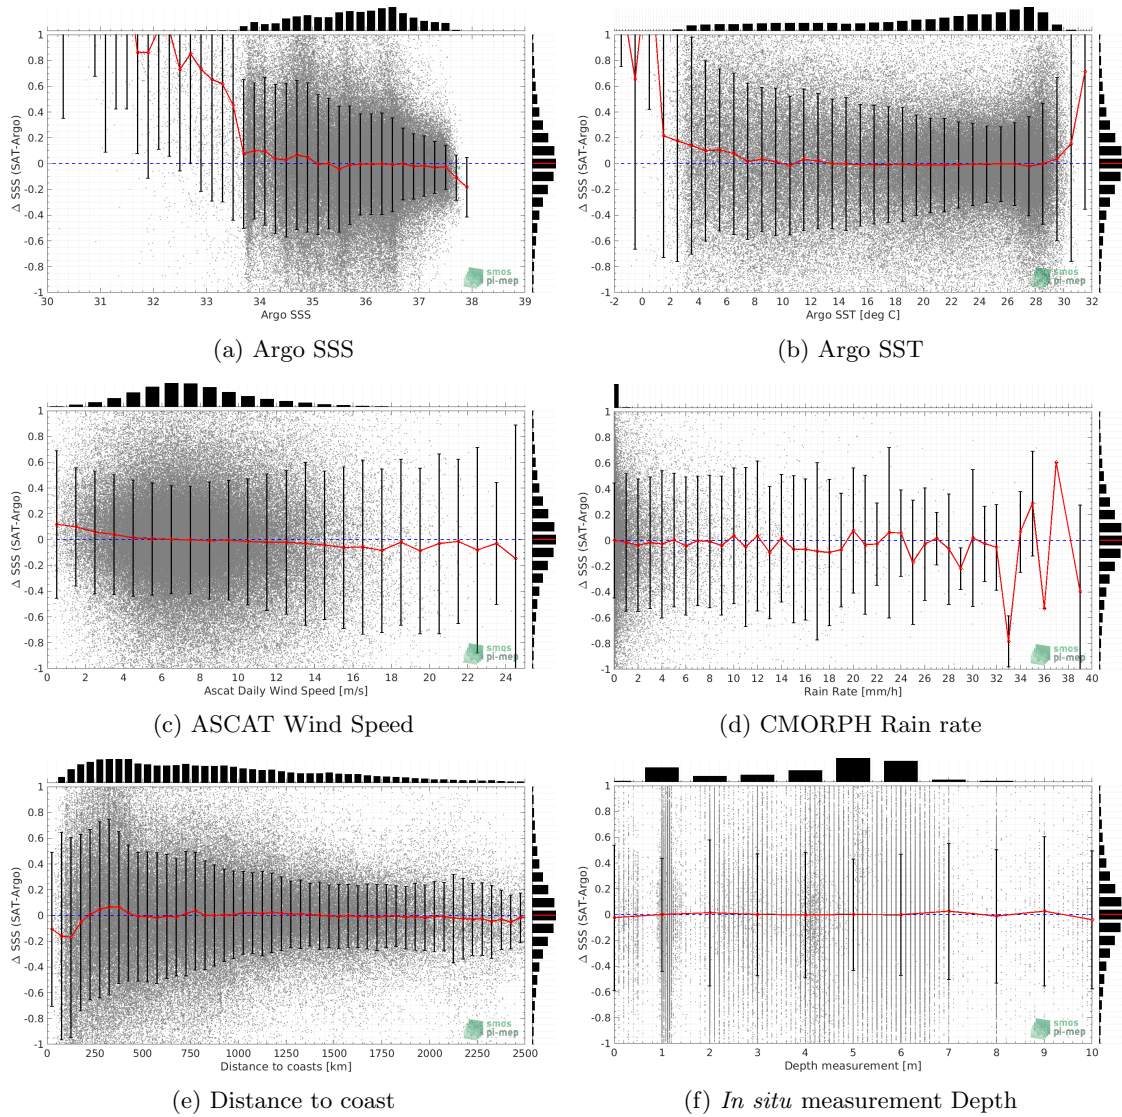 1
0.8
0.6
0.4
0.2
0
-0.2
-0.4
-0.6
-0.8
-1
Δ SSS (SAT-Argo)
smos
pi-mep
30 31 32 33 34 35 36 37 38 39
Argo SSS
(a) Argo SSS
1
0.8
0.6
0.4
0.2
0
-0.2
-0.4
-0.6
-0.8
-1
Δ SSS (SAT-Argo)
smos
pi-mep
-2 0 2 4 6 8 10 12 14 16 18 20 22 24 26 28 30 32
Argo SST [deg C]
(b) Argo SST
1
0.8
0.6
0.4
0.2
0
-0.2
-0.4
-0.6
-0.8
-1
Δ SSS (SAT-Argo)
smos
pi-mep
0 2 4 6 8 10 12 14 16 18 20 22 24
Ascat Daily Wind Speed [m/s]
(c) ASCAT Wind Speed
1
0.8
0.6
0.4
0.2
0
-0.2
-0.4
-0.6
-0.8
-1
Δ SSS (SAT-Argo)
smos
pi-mep
0 2 4 6 8 10 12 14 16 18 20 22 24 26 28 30 32 34 36 38 40
Rain Rate [mm/h]
(d) CMORPH Rain rate
1
0.8
0.6
0.4
0.2
0
-0.2
-0.4
-0.6
-0.8
-1
Δ SSS (SAT-Argo)
smos
pi-mep
0 250 500 750 1000 1250 1500 1750 2000 2250 2500
Distance to coasts [km]
(e) Distance to coast
1
0.8
0.6
0.4
0.2
0
-0.2
-0.4
-0.6
-0.8
-1
Δ SSS (SAT-Argo)
smos
pi-mep
0 1 2 3 4 5 6 7 8 9 10
Depth measurement [m]
(f) In situ measurement Depth